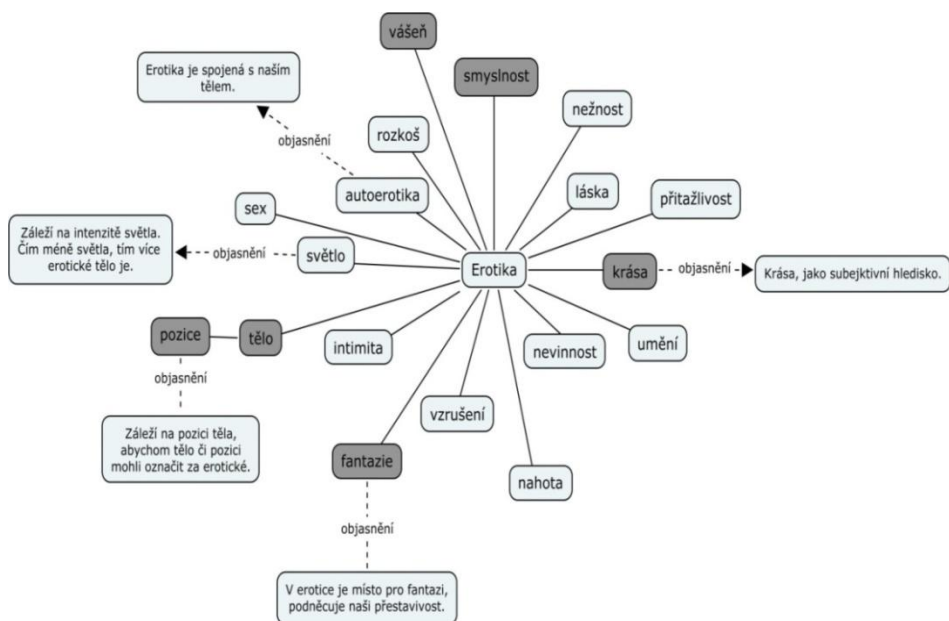 vášeň
smyslnost
Erotika je spojená s naším
tělem.
nežnost
rozkoš
objasnění
autoerotika
láska
přitažlivost
sex
Záleží na intenzitě světla.
Čím méně světla, tím více
erotické tělo je.
objasnění
světlo
Erotika
krása
objasnění
Krása, jako subejktivní hledisko.
pozice
tělo
intimita
nevinnost
umění
objasnění
vzrušení
Záleží na pozici těla,
abychom tělo či pozici
mohli označit za erotické.
fantazie
nahota
objasnění
V erotice je místo pro fantazi,
podněcuje naši přestavivost.